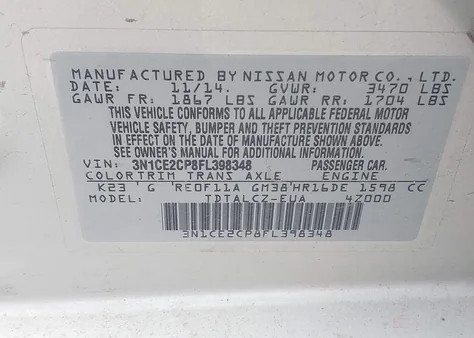 MANUFACTURED BY NISSAN MOTOR CO., LTD.
DATE: 11/14. GVWR: 3470 LBS
GAWR FR: 1867 LBS GAWR RR: 1704 LBS
THIS VEHICLE CONFORMS TO ALL APPLICABLE FEDERAL MOTOR
VEHICLE SAFETY, BUMPER AND THEFT PREVENTION STANDARDS
IN EFFECT ON THE DATE OF MANUFACTURE SHOWN ABOVE.
SEE OWNER'S MANUAL FOR ADDITIONAL INFORMATION
VIN: 3N1CE2CP8FL398348 PASSENGER CAR.
COLOR TRIM TRANS AXLE ENGINE
K23 ' G 'RE0F11A GM38'HR16DE 1598 CC
MODEL: TDTALCZ-EUA 4Z000
3N1CE2CP8FL398348